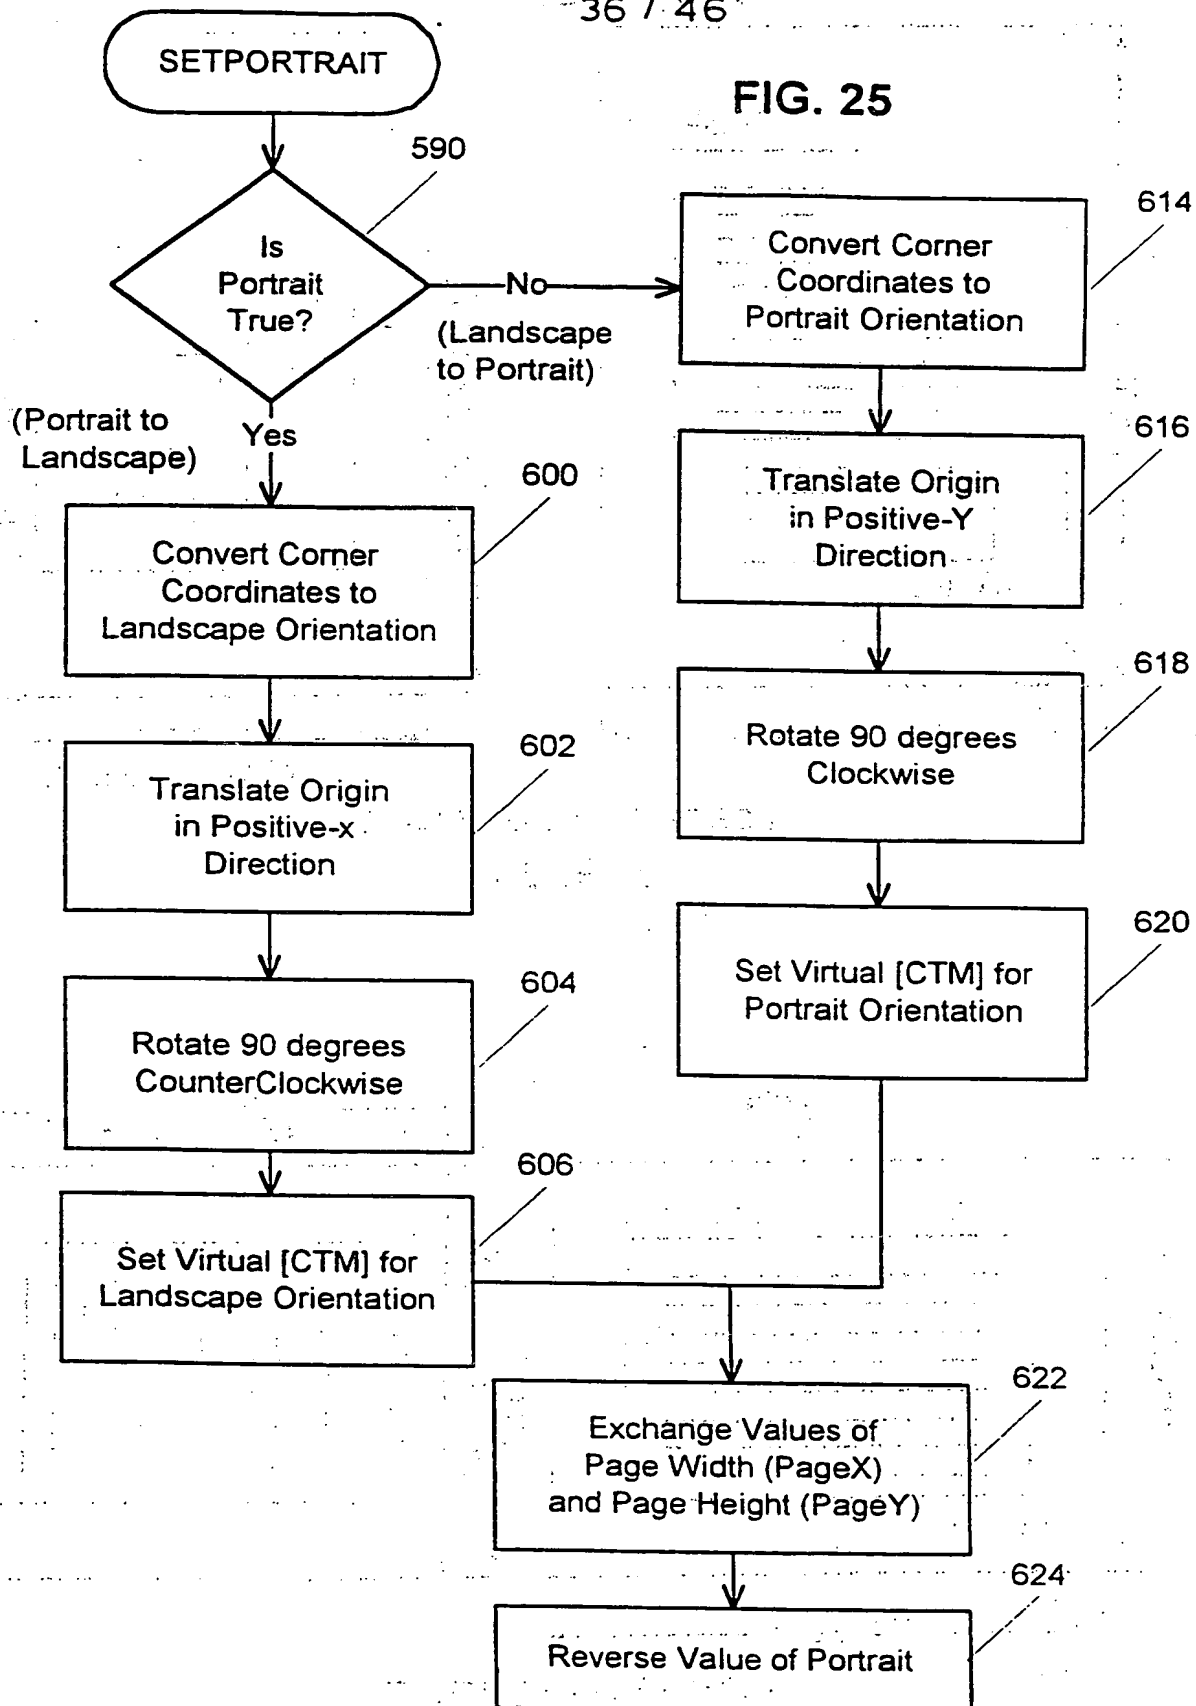 36 / 46
FIG. 25
SETPORTRAIT
590
Is
Portrait
True?
No
(Landscape
to Portrait)
(Portrait to
Landscape)
Yes
600
Convert Corner
Coordinates to
Landscape Orientation
602
Translate Origin
in Positive-x
Direction
604
Rotate 90 degrees
CounterClockwise
606
Set Virtual [CTM] for
Landscape Orientation
614
Convert Corner
Coordinates to
Portrait Orientation
616
Translate Origin
in Positive-Y
Direction
618
Rotate 90 degrees
Clockwise
620
Set Virtual [CTM] for
Portrait Orientation
622
Exchange Values of
Page Width (PageX)
and Page Height (PageY)
624
Reverse Value of Portrait